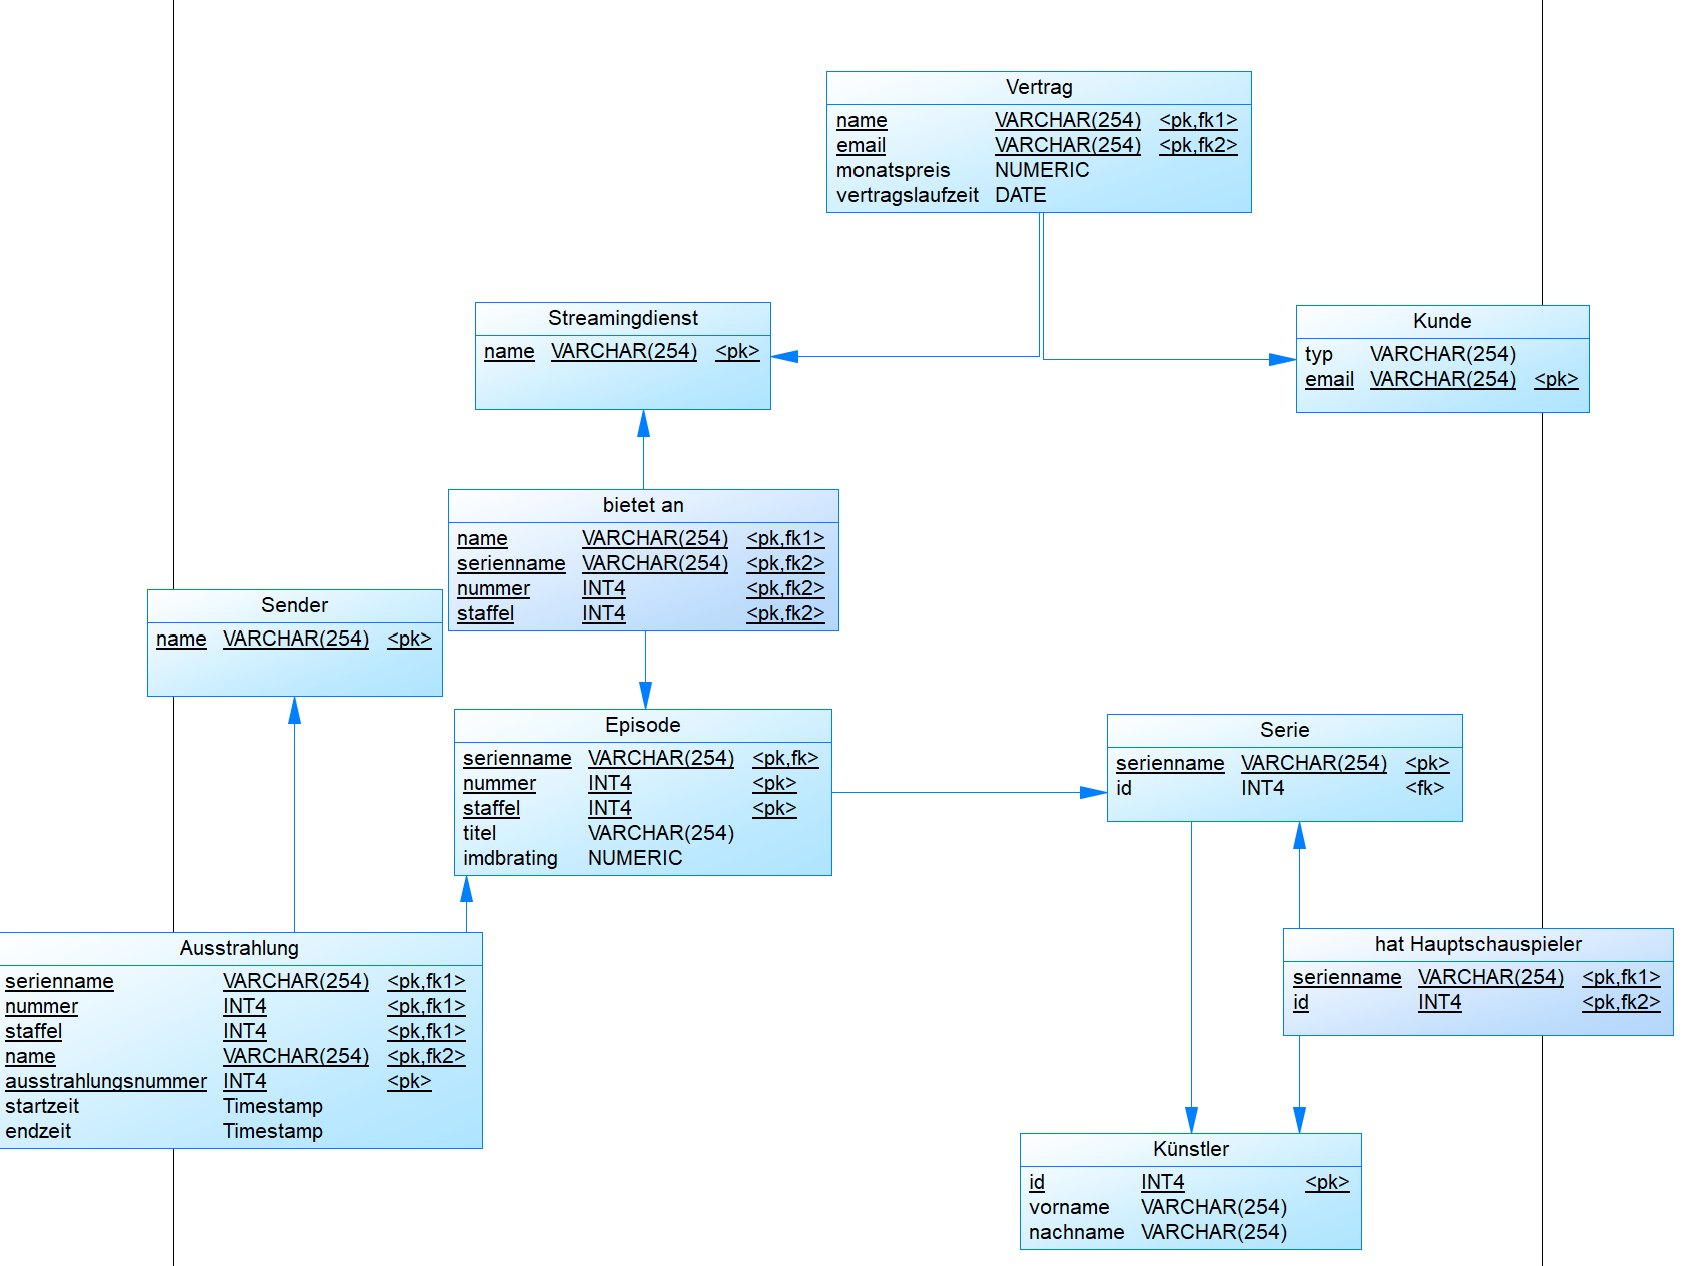 Vertrag
name VARCHAR(254) <pk,fk1>
email VARCHAR(254) <pk,fk2>
monatspreis NUMERIC
vertragslaufzeit DATE
Streamingdienst
name VARCHAR(254) <pk>
Kunde
typ VARCHAR(254)
email VARCHAR(254) <pk>
bietet an
name VARCHAR(254) <pk,fk1>
serienname VARCHAR(254) <pk,fk2>
nummer INT4 <pk,fk2>
staffel INT4 <pk,fk2>
Sender
name VARCHAR(254) <pk>
Episode
serienname VARCHAR(254) <pk,fk>
nummer INT4 <pk>
staffel INT4 <pk>
titel VARCHAR(254)
imdbrating NUMERIC
Serie
serienname VARCHAR(254) <pk>
id INT4 <fk>
Ausstrahlung
serienname VARCHAR(254) <pk,fk1>
nummer INT4 <pk,fk1>
staffel INT4 <pk,fk1>
name VARCHAR(254) <pk,fk2>
ausstrahlungsnummer INT4 <pk>
startzeit Timestamp
endzeit Timestamp
hat Hauptschauspieler
serienname VARCHAR(254) <pk,fk1>
id INT4 <pk,fk2>
Künstler
id INT4 <pk>
vorname VARCHAR(254)
nachname VARCHAR(254)